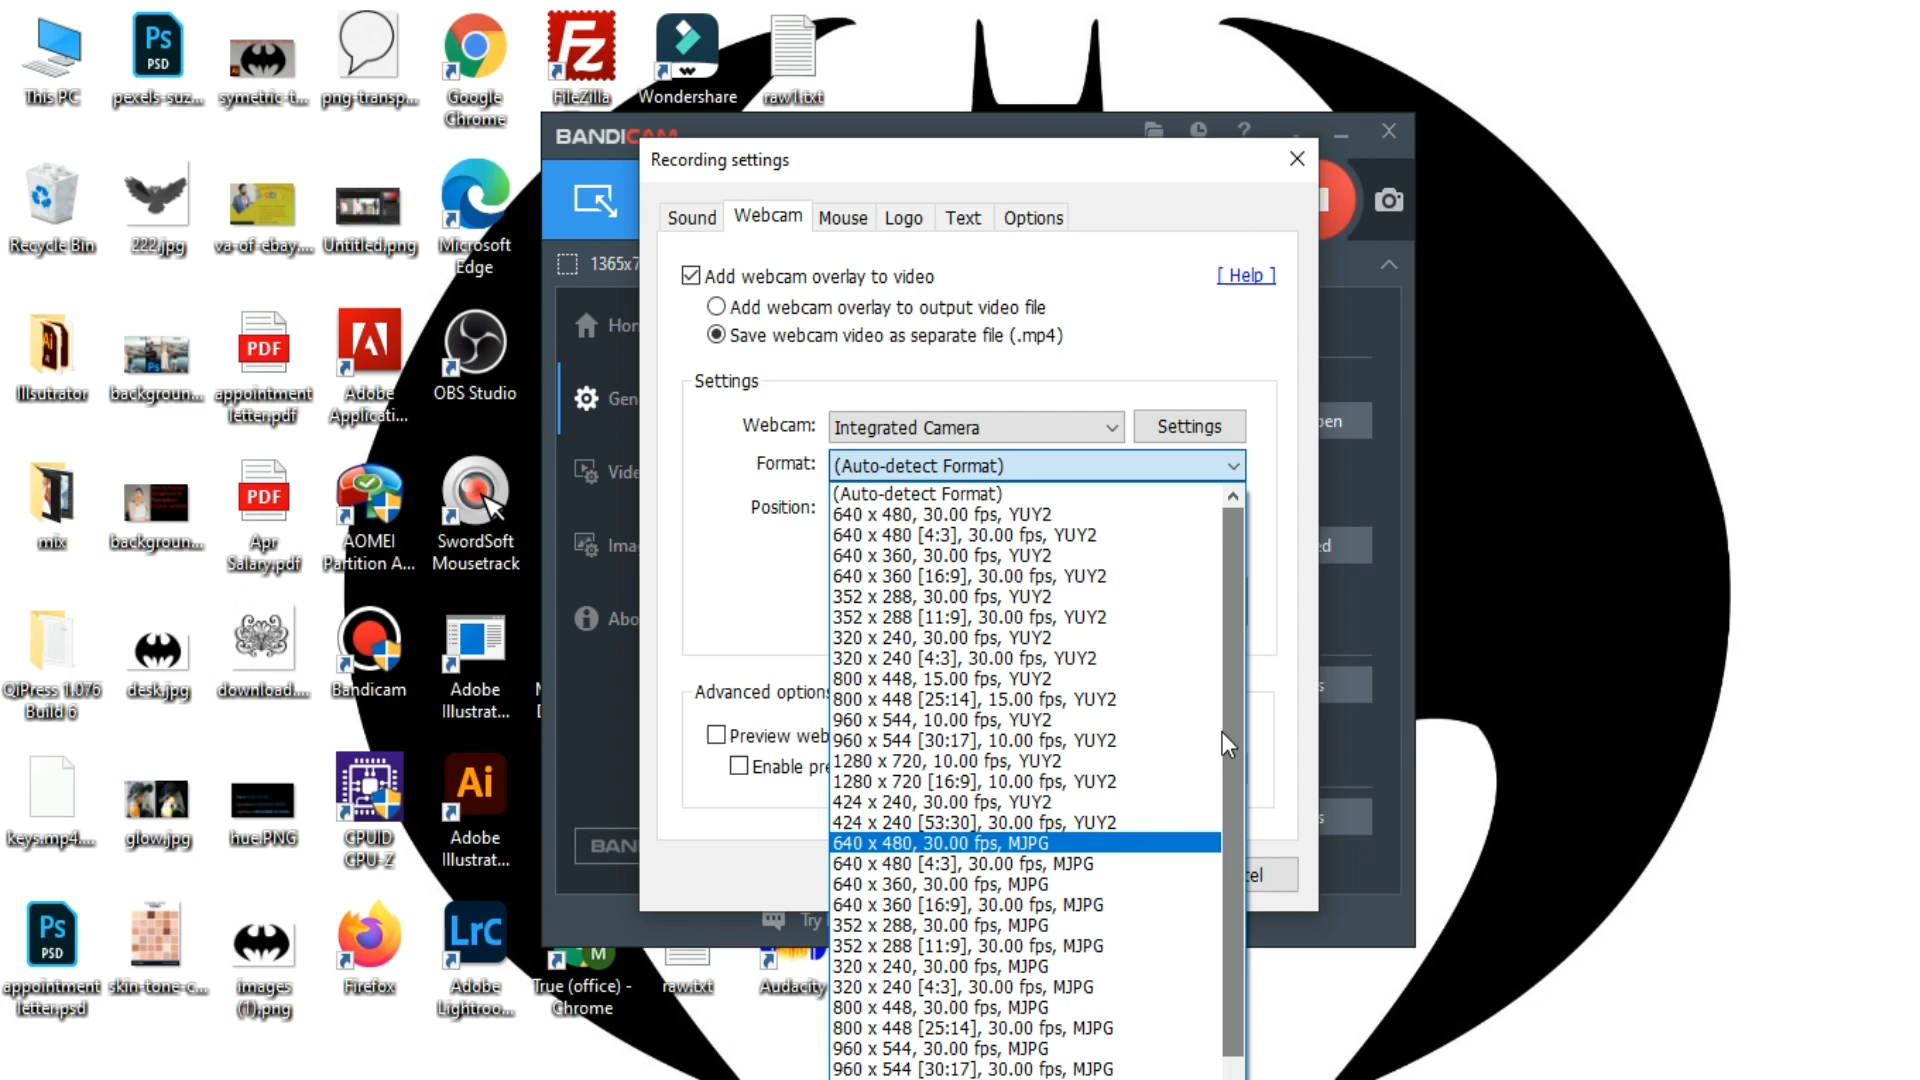 This PC
pexels-suz...
symetric-t...
png-transp...
Google
Chrome
FileZilla
Wondershare
raw1.txt
Recycle Bin
222.jpg
va-of-ebay....
Untitled.png
Microsoft
Edge
Illsutrator
backgroun...
appointment
letter.pdf
Adobe
Applicati...
OBS Studio
mix
backgroun...
Apr
Salary.pdf
AOMEI
Partition A...
SwordSoft
Mousetrack
QiPress 1.076
Build 6
desk.jpg
download....
Bandicam
Adobe
Illustrat...
keys.mp4....
glow.jpg
hue.PNG
CPUID
CPU-Z
Adobe
Illustrat...
appointment
letter.psd
skin-tone-c...
images
(1).png
Firefox
Adobe
Lightroo...
True (office) -
Chrome
raw.txt
Audacity
Ps
PSD
Fz
Ai
PDF
PDF
Ai
Ps
PSD
LrC
M
BANDICAM
1365x7
Hor
Gen
Vide
Ima
Abo
BAN
Try
pen
ed
s
s
Recording settings
Sound
Webcam
Mouse
Logo
Text
Options
Add webcam overlay to video
[ Help ]
Add webcam overlay to output video file
Save webcam video as separate file (.mp4)
Settings
Webcam:
Integrated Camera
Settings
Format:
(Auto-detect Format)
Position:
(Auto-detect Format)
640 x 480, 30.00 fps, YUY2
640 x 480 [4:3], 30.00 fps, YUY2
640 x 360, 30.00 fps, YUY2
640 x 360 [16:9], 30.00 fps, YUY2
352 x 288, 30.00 fps, YUY2
352 x 288 [11:9], 30.00 fps, YUY2
320 x 240, 30.00 fps, YUY2
320 x 240 [4:3], 30.00 fps, YUY2
800 x 448, 15.00 fps, YUY2
800 x 448 [25:14], 15.00 fps, YUY2
960 x 544, 10.00 fps, YUY2
960 x 544 [30:17], 10.00 fps, YUY2
1280 x 720, 10.00 fps, YUY2
1280 x 720 [16:9], 10.00 fps, YUY2
424 x 240, 30.00 fps, YUY2
424 x 240 [53:30], 30.00 fps, YUY2
640 x 480, 30.00 fps, MJPG
640 x 480 [4:3], 30.00 fps, MJPG
640 x 360, 30.00 fps, MJPG
640 x 360 [16:9], 30.00 fps, MJPG
352 x 288, 30.00 fps, MJPG
352 x 288 [11:9], 30.00 fps, MJPG
320 x 240, 30.00 fps, MJPG
320 x 240 [4:3], 30.00 fps, MJPG
800 x 448, 30.00 fps, MJPG
800 x 448 [25:14], 30.00 fps, MJPG
960 x 544, 30.00 fps, MJPG
960 x 544 [30:17], 30.00 fps, MJPG
Advanced options
Preview web
Enable pre
cel